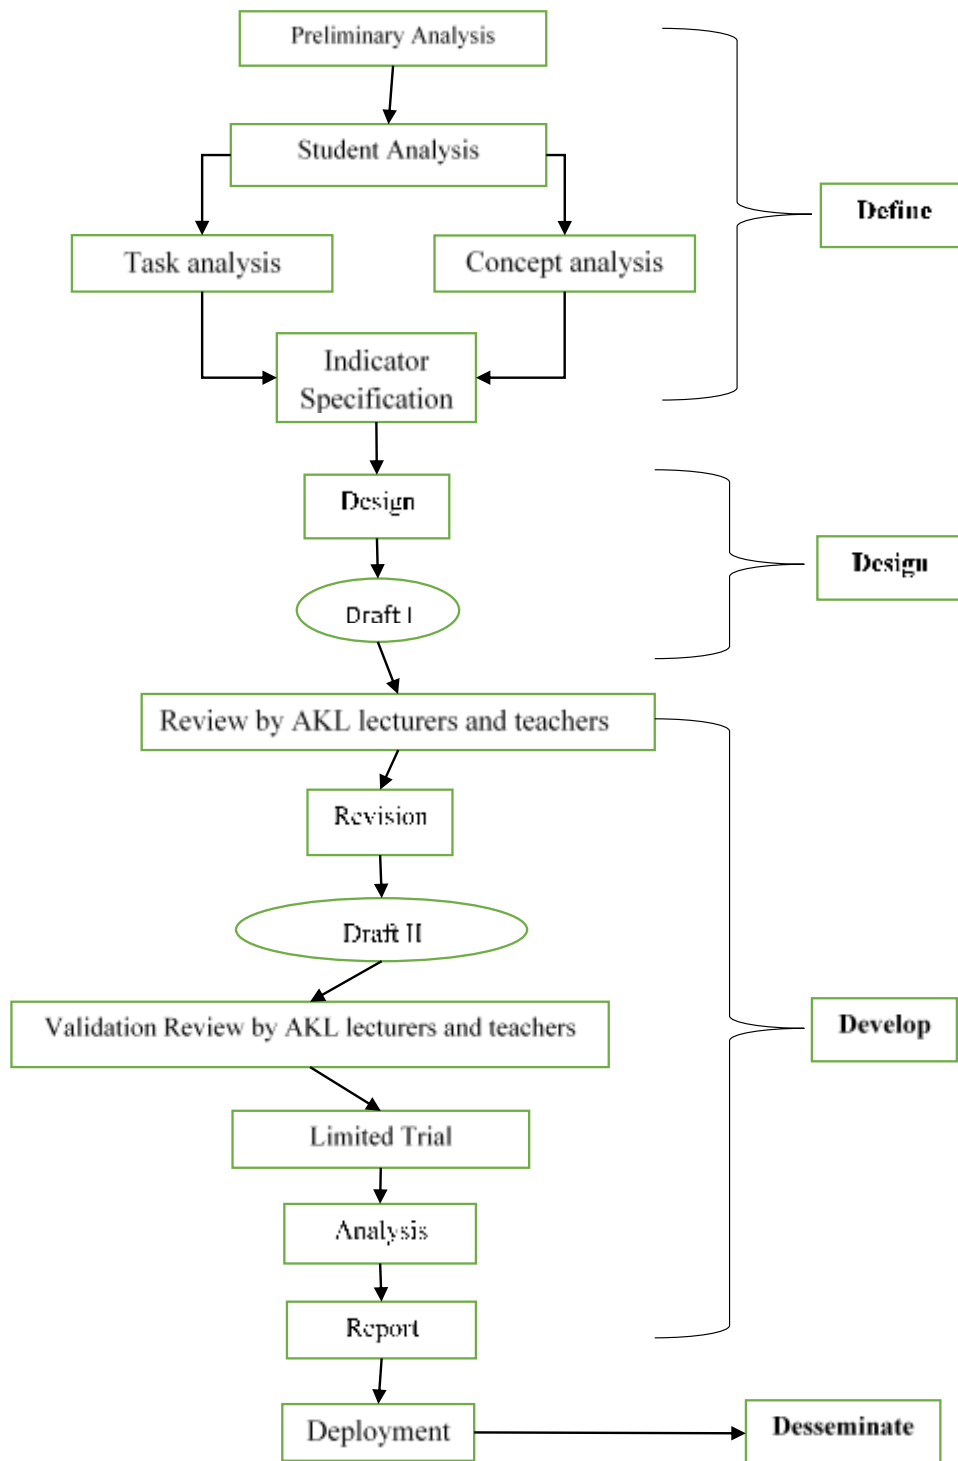 Preliminary Analysis
Student Analysis
Define
Task analysis
Concept analysis
Indicator
Specification
Design
Design
Draft I
Review by AKL lecturers and teachers
Revision
Draft II
Validation Review by AKL lecturers and teachers
Develop
Limited Trial
Analysis
Report
Deployment
Desseminate